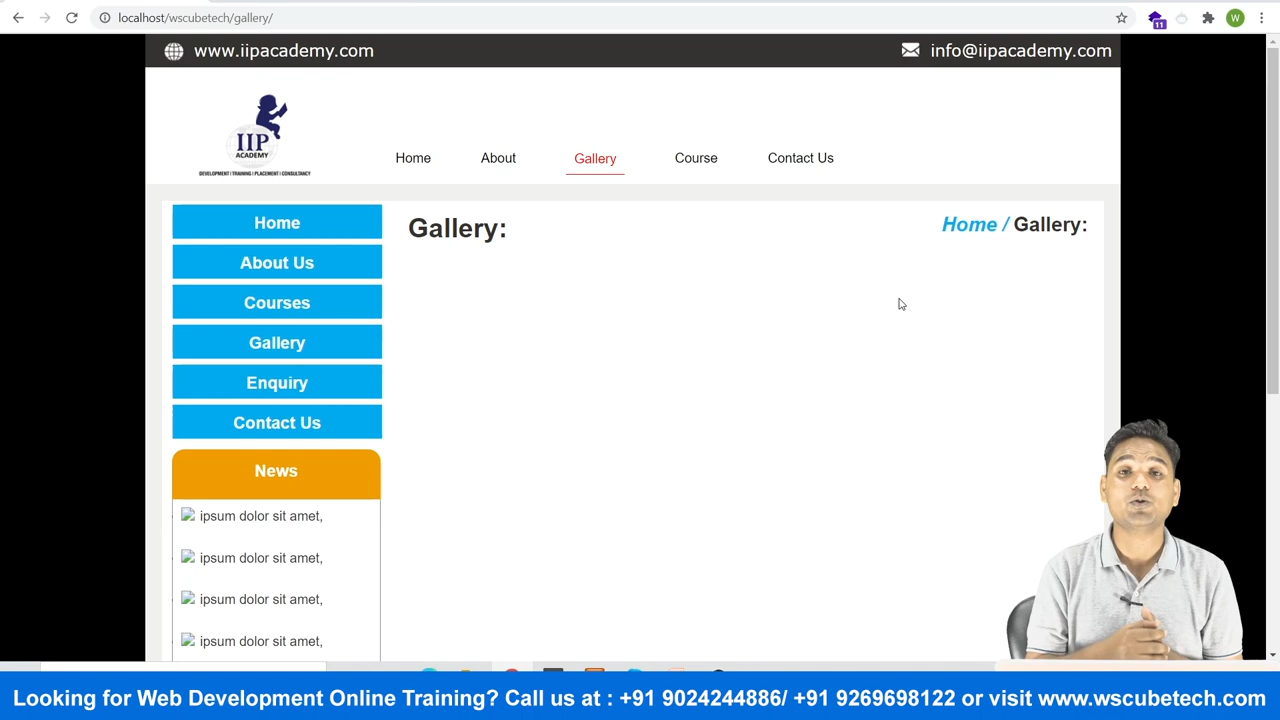 localhost/wscubetech/gallery/
11
W
www.iipacademy.com
info@iipacademy.com
IIP
ACADEMY
DEVELOPMENT | TRAINING | PLACEMENT | CONSULTANCY
Home
About
Gallery
Course
Contact Us
Home
About Us
Courses
Gallery
Enquiry
Contact Us
News
ipsum dolor sit amet,
ipsum dolor sit amet,
ipsum dolor sit amet,
ipsum dolor sit amet,
Gallery:
Home / Gallery:
Looking for Web Development Online Training? Call us at : +91 9024244886/ +91 9269698122 or visit www.wscubetech.com